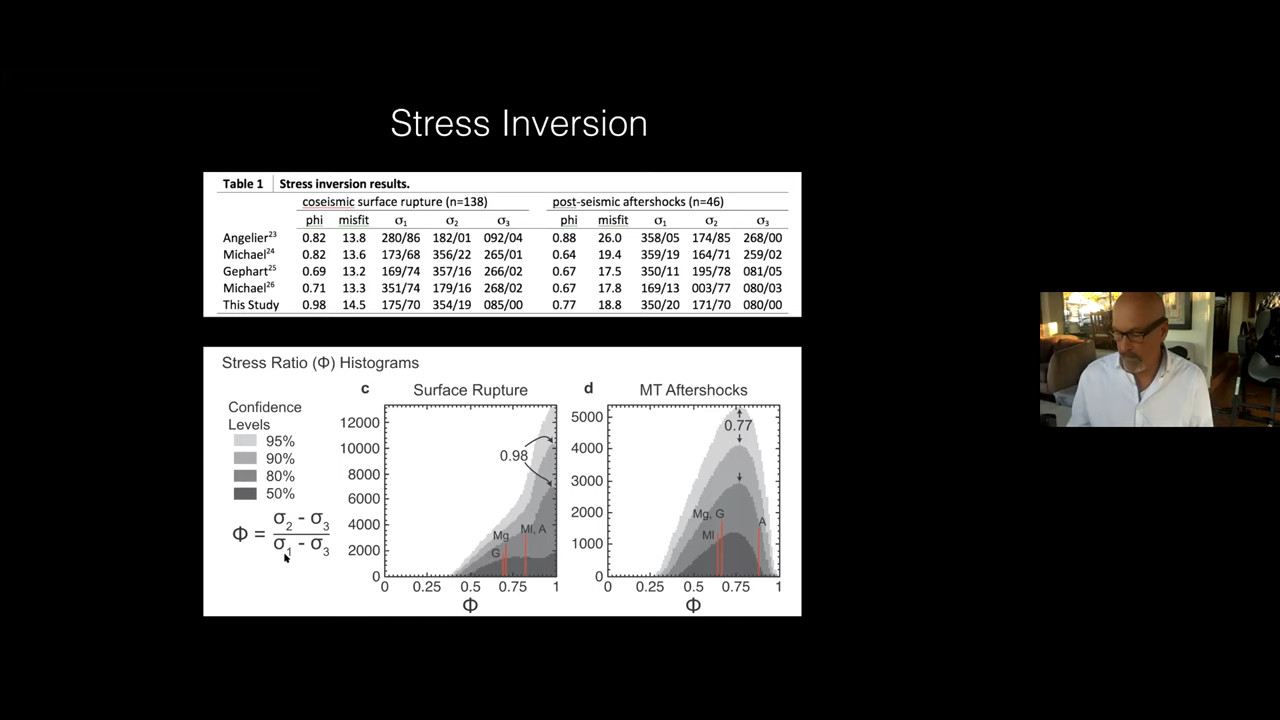 Stress Inversion
Table 1 Stress inversion results.
coseismic surface rupture (n=138) post-seismic aftershocks (n=46)
phi misfit σ1 σ2 σ3 phi misfit σ1 σ2 σ3
Angelier23 0.82 13.8 280/86 182/01 092/04 0.88 26.0 358/05 174/85 268/00
Michael24 0.82 13.6 173/68 356/22 265/01 0.64 19.4 359/19 164/71 259/02
Gephart25 0.69 13.2 169/74 357/16 266/02 0.67 17.5 350/11 195/78 081/05
Michael26 0.71 13.3 351/74 179/16 268/02 0.67 17.8 169/13 003/77 080/03
This Study 0.98 14.5 175/70 354/19 085/00 0.77 18.8 350/20 171/70 080/00
Stress Ratio (Φ) Histograms
Confidence
Levels
95%
90%
80%
50%
Φ = σ2 - σ3
σ1 - σ3
c Surface Rupture
12000
10000
8000
6000
4000
2000
0
0.98
Mg
MI, A
G
0 0.25 0.5 0.75 1
Φ
d MT Aftershocks
5000
4000
3000
2000
1000
0
0.77
Mg, G
MI
A
0 0.25 0.5 0.75 1
Φ